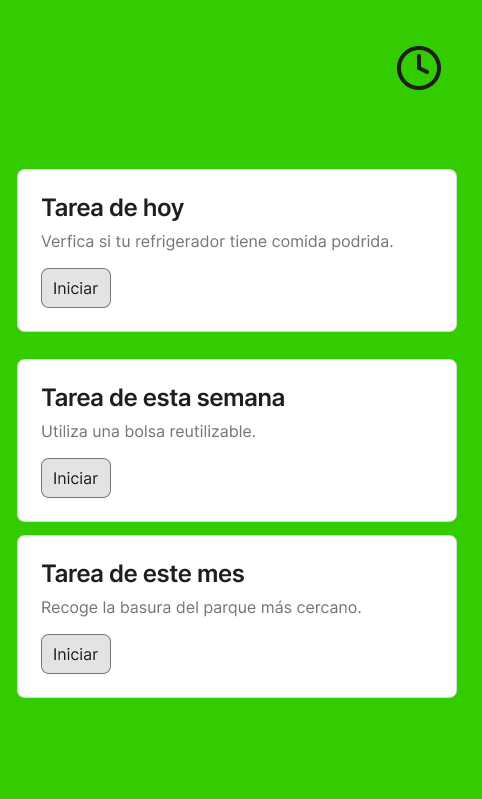 Tarea de hoy
Verfica si tu refrigerador tiene comida podrida.
Iniciar
Tarea de esta semana
Utiliza una bolsa reutilizable.
Iniciar
Tarea de este mes
Recoge la basura del parque más cercano.
Iniciar